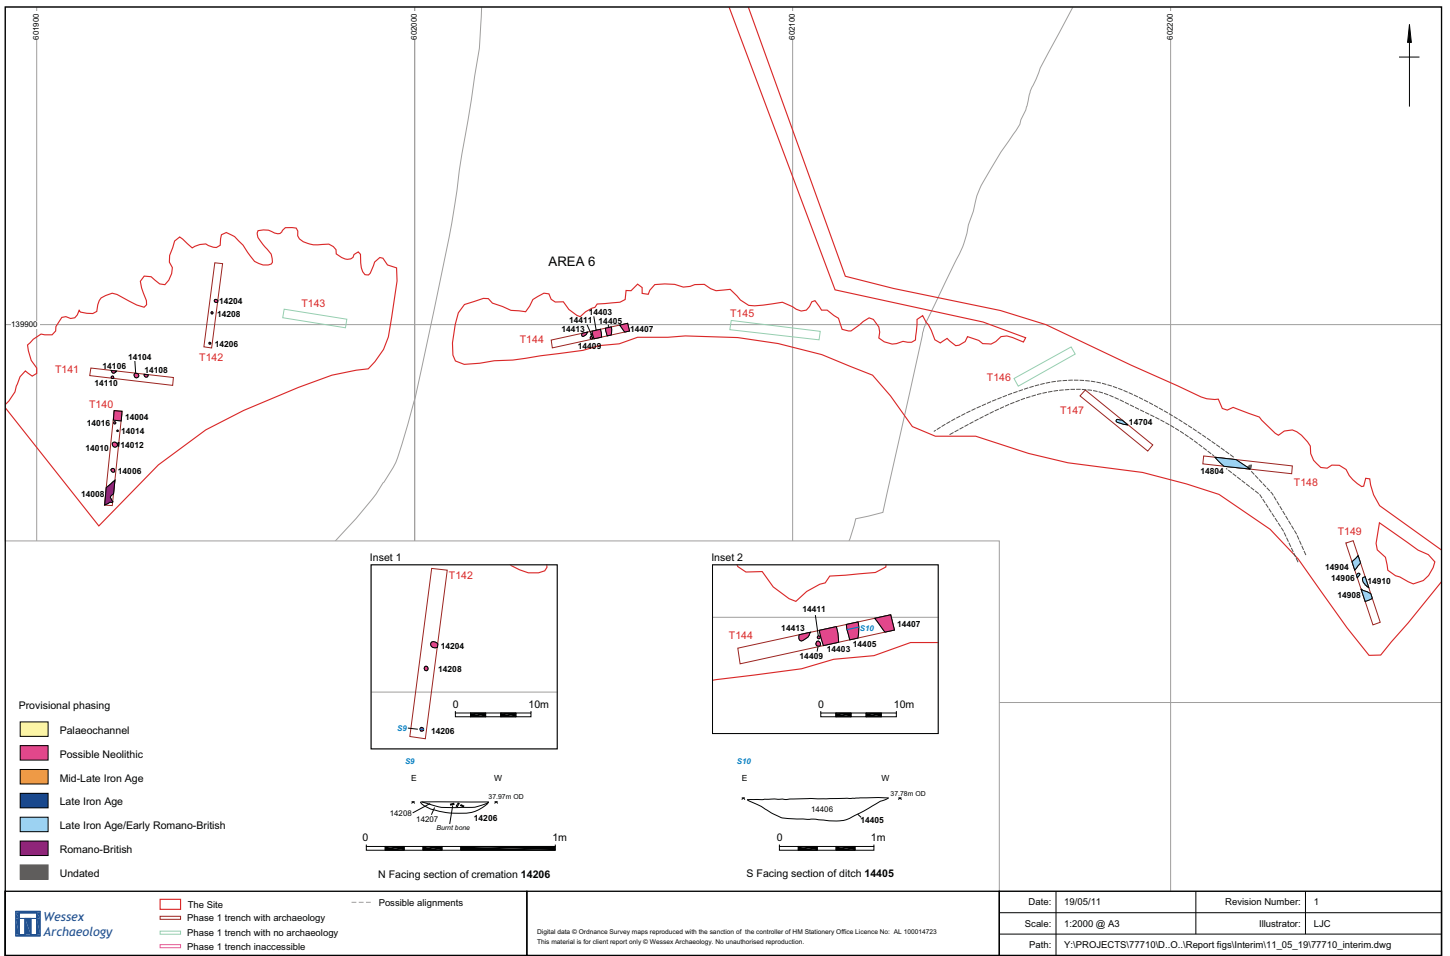 601900
602000
602100
602200
139900
AREA 6
T143
14204
14208
14206
T142
T141
14106
14104
14108
14110
T140
14004
14016
14014
14010
14012
14006
14008
T144
14403
14411
14405
14413
14407
14409
T145
T146
T147
14704
14804
T148
T149
14904
14906
14910
14908
Inset 1
T142
14204
14208
0 10m
S9
14206
Inset 2
14411
14413
14407
T144
S10
14409
14403
14405
0 10m
S9
E W
37.97m OD
14208
14207
14206
Burnt bone
0 1m
N Facing section of cremation 14206
S10
E W
37.78m OD
14406
14405
0 1m
S Facing section of ditch 14405
Provisional phasing
Palaeochannel
Possible Neolithic
Mid-Late Iron Age
Late Iron Age
Late Iron Age/Early Romano-British
Romano-British
Undated
Wessex
Archaeology
The Site
Phase 1 trench with archaeology
Phase 1 trench with no archaeology
Phase 1 trench inaccessible
Possible alignments
Digital data © Ordnance Survey maps reproduced with the sanction of the controller of HM Stationery Office Licence No: AL 100014723
This material is for client report only © Wessex Archaeology. No unauthorised reproduction.
Date: 19/05/11 Revision Number: 1
Scale: 1:2000 @ A3 Illustrator: LJC
Path: Y:\PROJECTS\77710\D..O..\Report figs\Interim\11_05_19\77710_interim.dwg